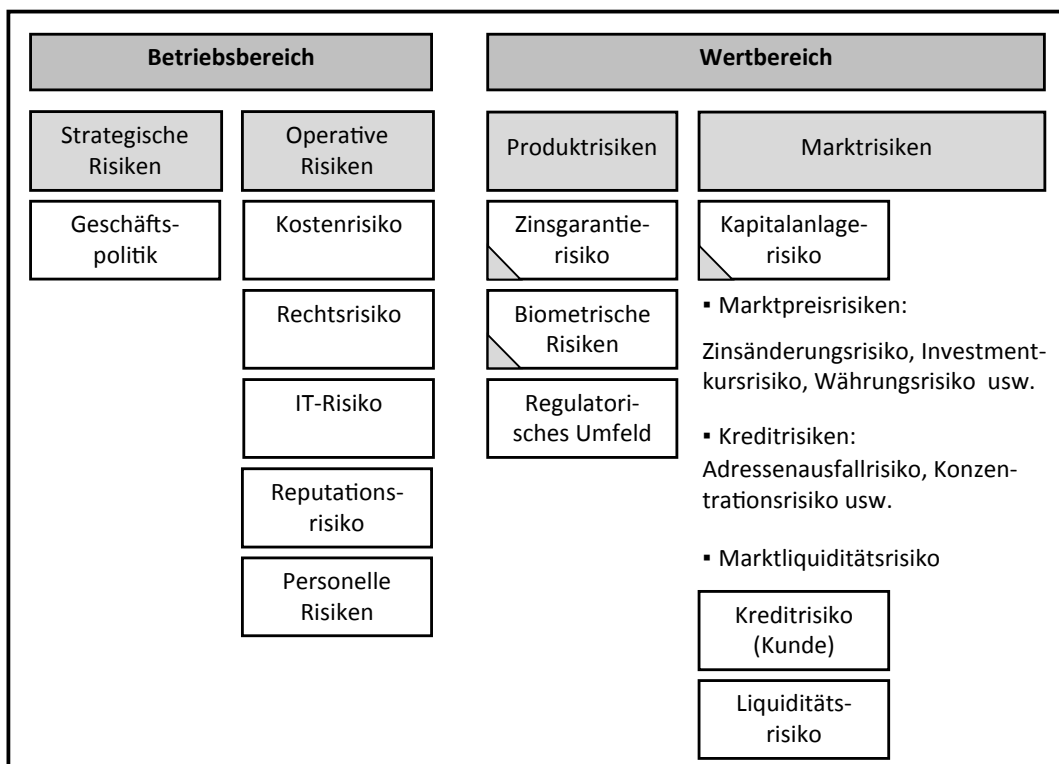 Betriebsbereich
Wertbereich
Strategische
Risiken
Operative
Risiken
Produktrisiken
Marktrisiken
Geschäfts-
politik
Kostenrisiko
Rechtsrisiko
IT-Risiko
Reputations-
risiko
Personelle
Risiken
Zinsgarantie-
risiko
Biometrische
Risiken
Regulatori-
sches Umfeld
Kapitalanlage-
risiko
▪ Marktpreisrisiken:
Zinsänderungsrisiko, Investment-
kursrisiko, Währungsrisiko usw.
▪ Kreditrisiken:
Adressenausfallrisiko, Konzen-
trationsrisiko usw.
▪ Marktliquiditätsrisiko
Kreditrisiko
(Kunde)
Liquiditäts-
risiko